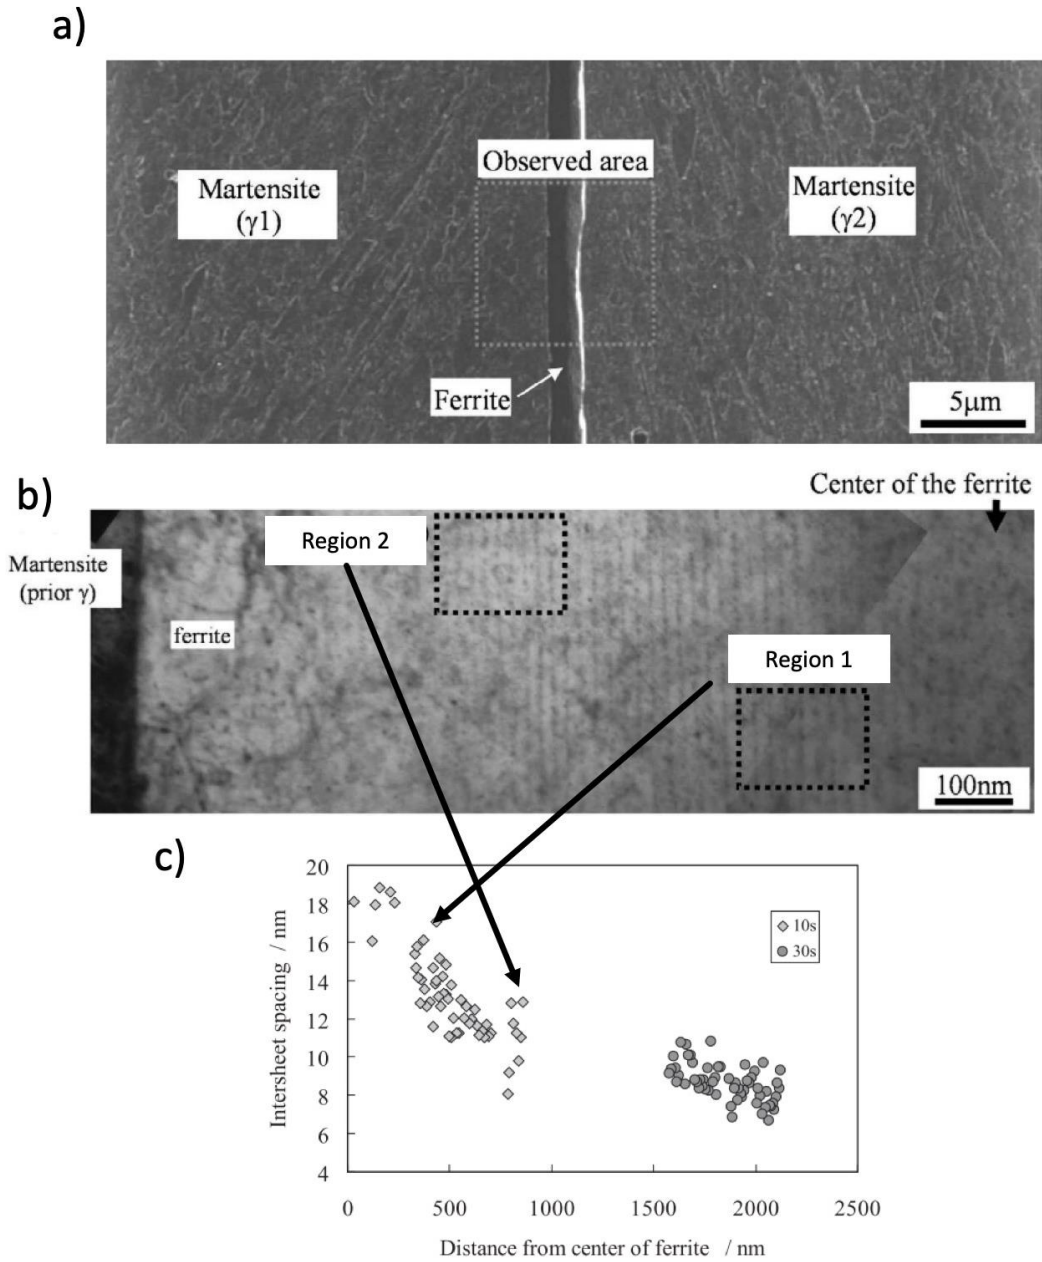 a)
Observed area
Martensite
(γ1)
Martensite
(γ2)
Ferrite
5μm
b)
Center of the ferrite
Martensite
(prior γ)
ferrite
Region 2
Region 1
100nm
c)
Intersheet spacing / nm
20
18
16
14
12
10
8
6
4
10s
30s
0 500 1000 1500 2000 2500
Distance from center of ferrite / nm